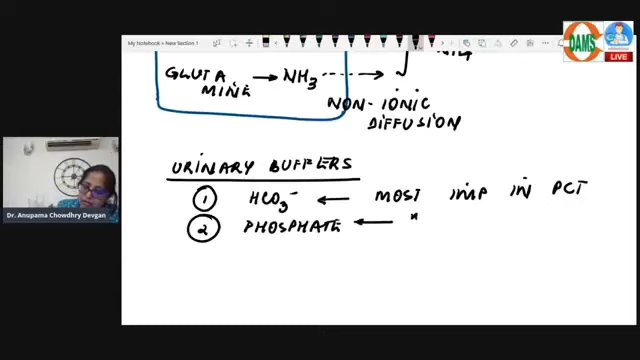 My Notebook > New Section 1
DAMS
LIVE
GLUTA
MINE → NH3
NON-IONIC
DIFFUSION
URINARY BUFFERS
1 HCO3- ← MOST IMP IN PCT
2 PHOSPHATE ← "
Dr. Anupama Chowdhry Devgan